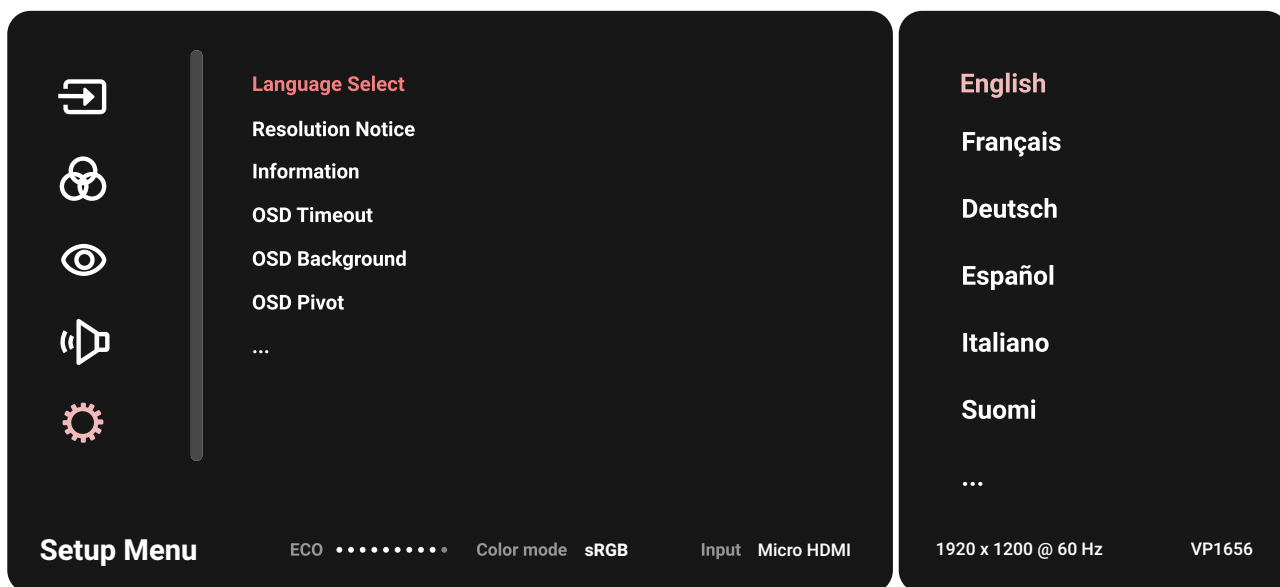 Language Select
Resolution Notice
Information
OSD Timeout
OSD Background
OSD Pivot
...
English
Français
Deutsch
Español
Italiano
Suomi
...
Setup Menu ECO Color mode sRGB Input Micro HDMI 1920 x 1200 @ 60 Hz VP1656